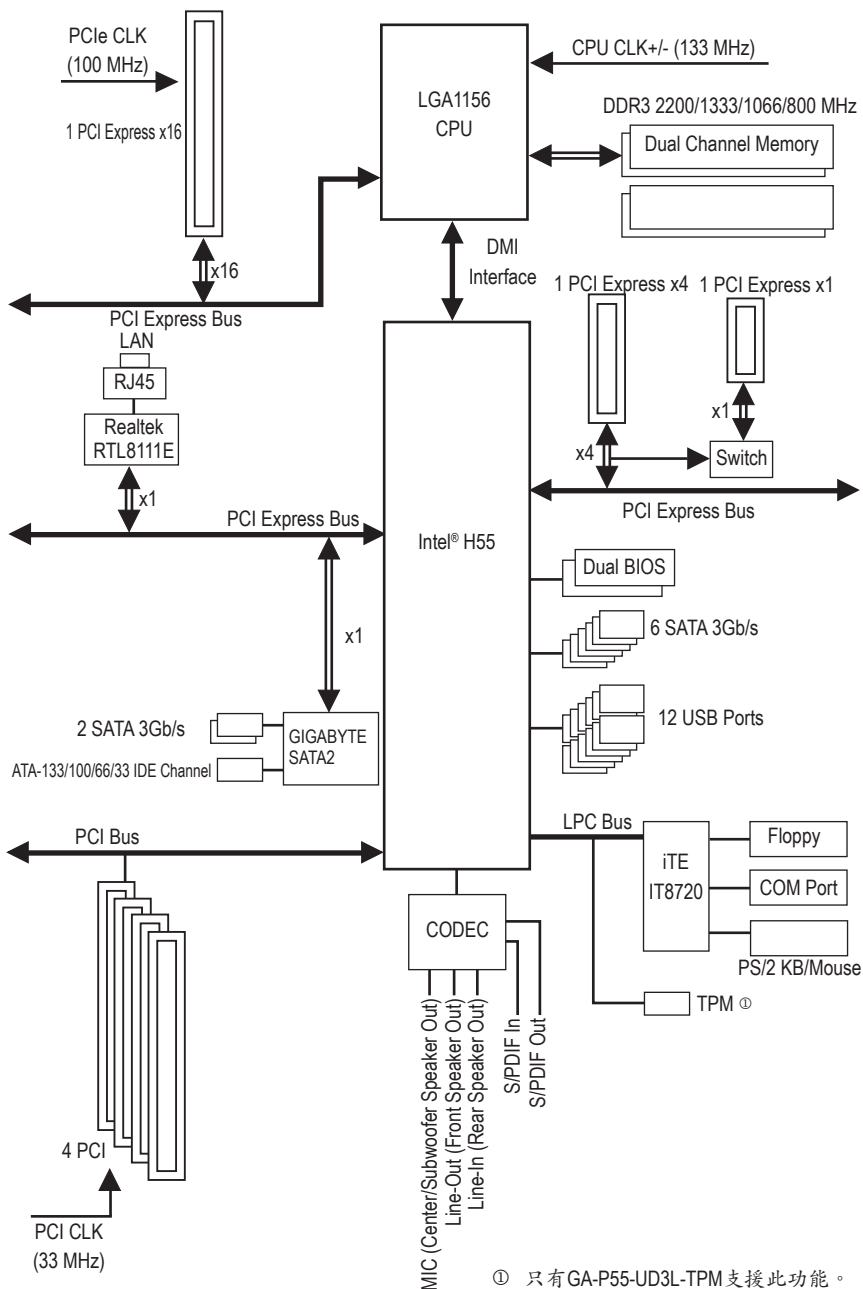 PCIe CLK
(100 MHz)
1 PCI Express x16
x16
PCI Express Bus
LGA1156
CPU
CPU CLK+/- (133 MHz)
DDR3 2200/1333/1066/800 MHz
Dual Channel Memory
DMI
Interface
1 PCI Express x4
1 PCI Express x1
x1
x4
Switch
PCI Express Bus
LAN
RJ45
Realtek
RTL8111E
x1
PCI Express Bus
Intel® H55
Dual BIOS
6 SATA 3Gb/s
12 USB Ports
x1
2 SATA 3Gb/s
GIGABYTE
SATA2
ATA-133/100/66/33 IDE Channel
PCI Bus
LPC Bus
iTE
IT8720
Floppy
COM Port
PS/2 KB/Mouse
TPM ①
CODEC
MIC (Center/Subwoofer Speaker Out)
Line-Out (Front Speaker Out)
Line-In (Rear Speaker Out)
S/PDIF In
S/PDIF Out
4 PCI
PCI CLK
(33 MHz)
① 只有GA-P55-UD3L-TPM支援此功能。